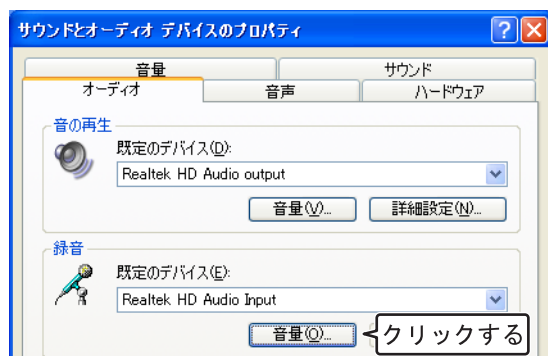 サウンドとオーディオ デバイスのプロパティ
音量 サウンド
オーディオ 音声 ハードウェア
音の再生
既定のデバイス(D):
Realtek HD Audio output
音量(V)... 詳細設定(N)...
録音
既定のデバイス(E):
Realtek HD Audio Input
音量(O)... クリックする